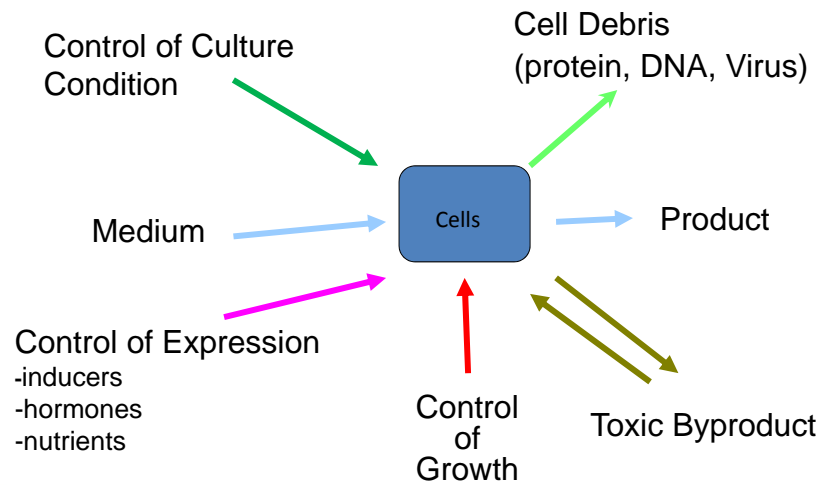 Control of Culture
Condition
Cell Debris
(protein, DNA, Virus)
Medium
Cells
Product
Control of Expression
-inducers
-hormones
-nutrients
Control
of
Growth
Toxic Byproduct